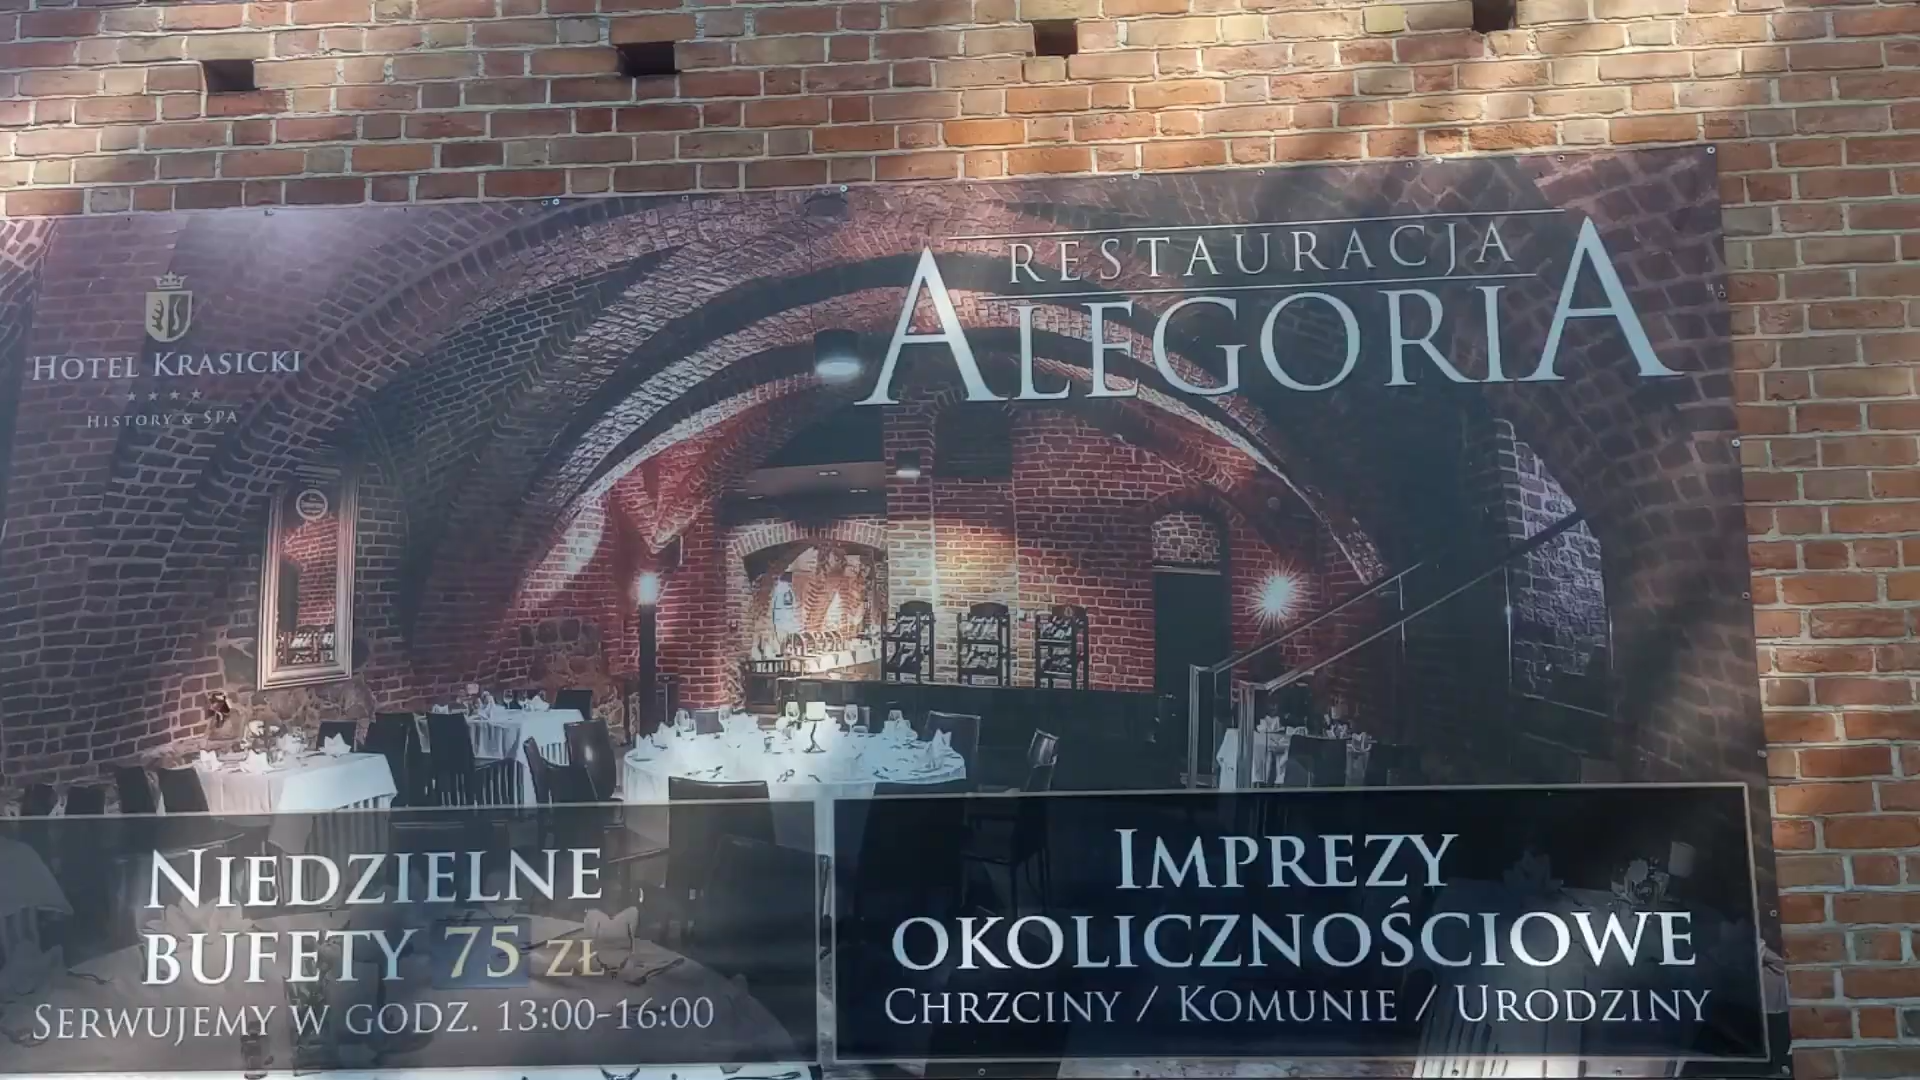 RESTAURACJA
ALEGORIA
HOTEL KRASICKI
HISTORY & SPA
NIEDZIELNE
BUFETY 75 ZŁ
SERWUJEMY W GODZ. 13:00-16:00
IMPREZY
OKOLICZNOŚCIOWE
CHRZCINY / KOMUNIE / URODZINY